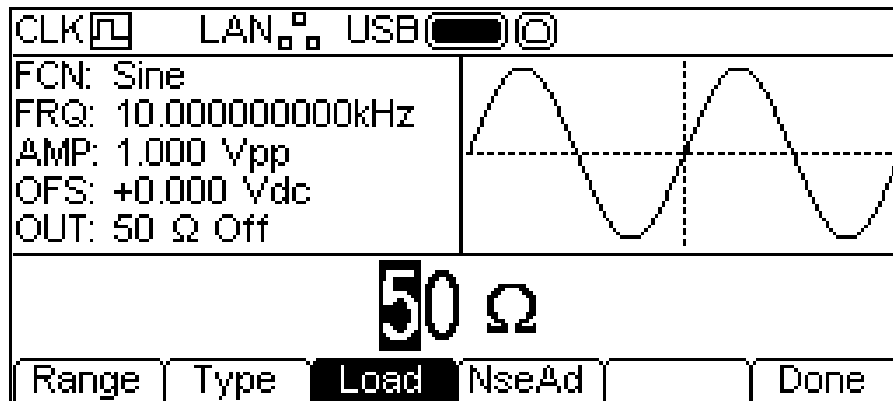 CLK LAN USB
FCN: Sine
FRQ: 10.000000000kHz
AMP: 1.000 Vpp
OFS: +0.000 Vdc
OUT: 50 Ω Off
50 Ω
Range Type Load NseAd Done